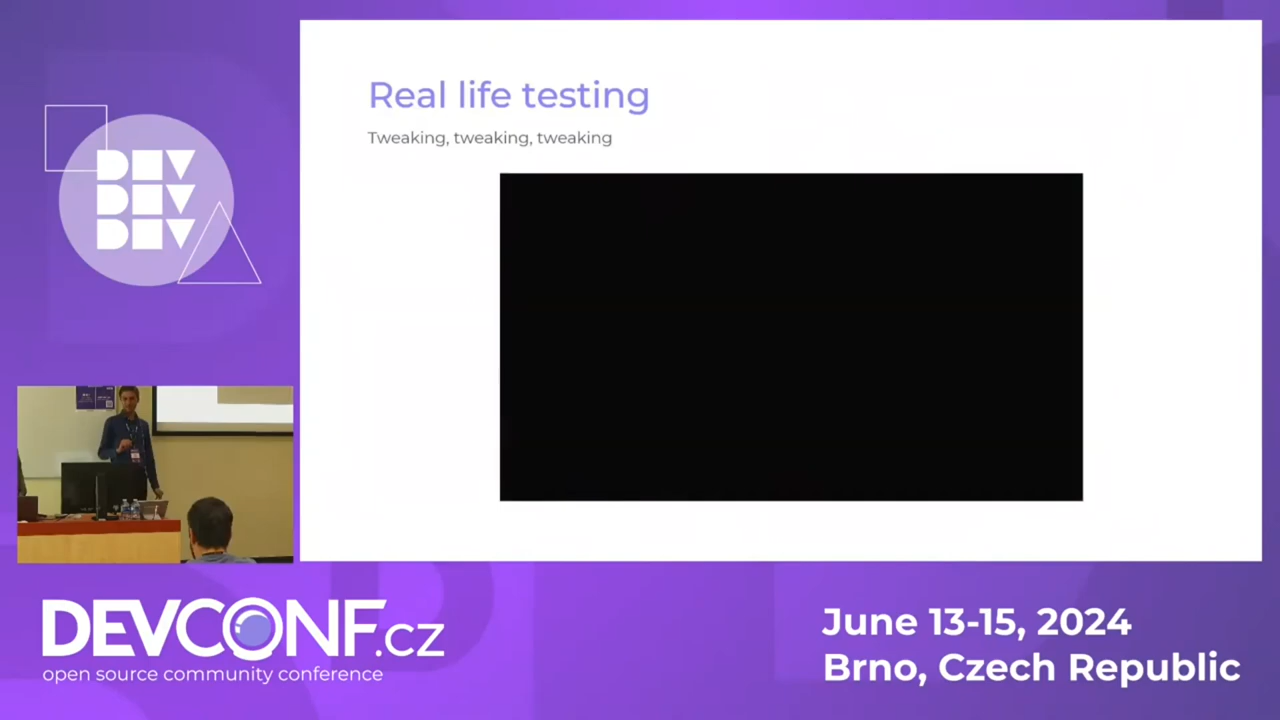 Real life testing
Tweaking, tweaking, tweaking
DEV
DEV
DEV
DEVCONF.cz
open source community conference
June 13-15, 2024
Brno, Czech Republic